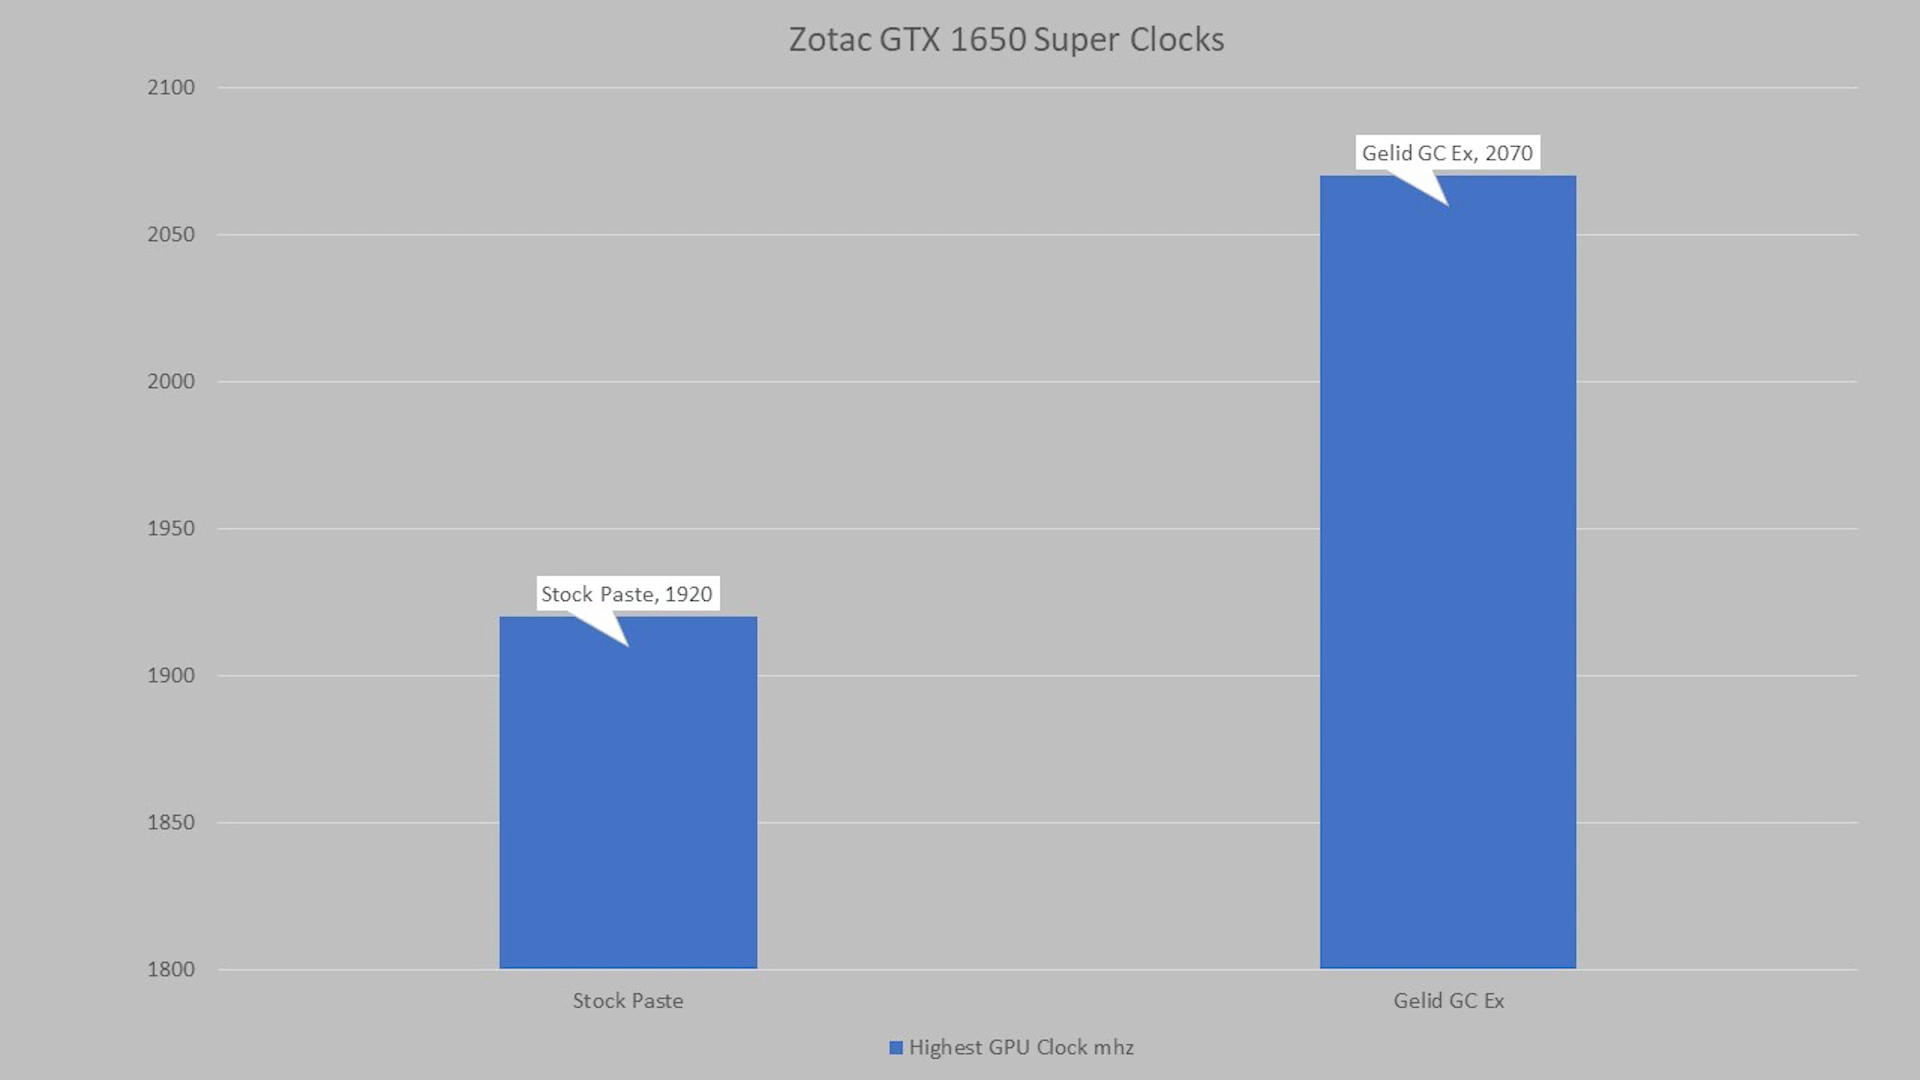 Zotac GTX 1650 Super Clocks
2100
Gelid GC Ex, 2070
2050
2000
1950
Stock Paste, 1920
1900
1850
1800
Stock Paste
Gelid GC Ex
Highest GPU Clock mhz